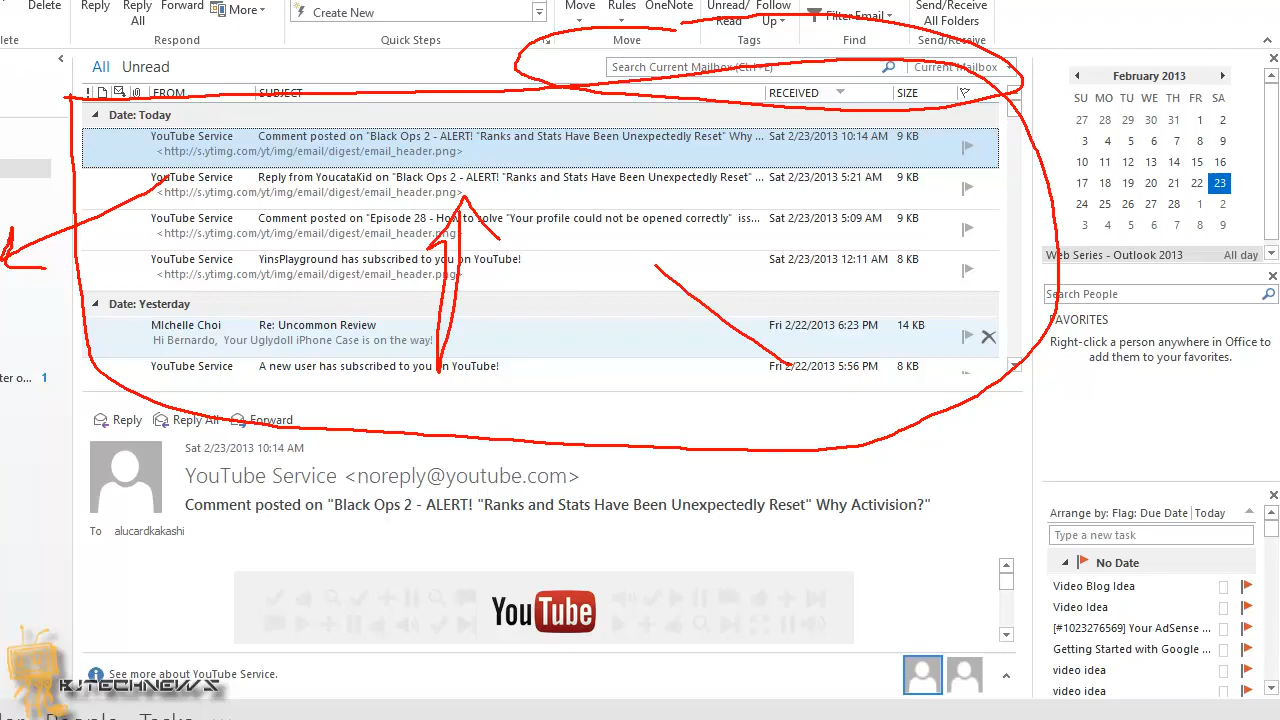 Delete Reply Reply All Forward More Create New Move Rules OneNote Unread/ Read Follow Up Filter Email Send/Receive All Folders
lete Respond Quick Steps Move Tags Find Send/Receive
All Unread Search Current Mailbox (Ctrl+E) Current Mailbox
! FROM SUBJECT RECEIVED SIZE
Date: Today
YouTube Service Comment posted on "Black Ops 2 - ALERT! "Ranks and Stats Have Been Unexpectedly Reset" Why ... Sat 2/23/2013 10:14 AM 9 KB
<http://s.ytimg.com/yt/img/email/digest/email_header.png>
YouTube Service Reply from YoucataKid on "Black Ops 2 - ALERT! "Ranks and Stats Have Been Unexpectedly Reset" ... Sat 2/23/2013 5:21 AM 9 KB
<http://s.ytimg.com/yt/img/email/digest/email_header.png>
YouTube Service Comment posted on "Episode 28 - How to solve "Your profile could not be opened correctly" iss... Sat 2/23/2013 5:09 AM 9 KB
<http://s.ytimg.com/yt/img/email/digest/email_header.png>
YouTube Service YinsPlayground has subscribed to you on YouTube! Sat 2/23/2013 12:11 AM 8 KB
<http://s.ytimg.com/yt/img/email/digest/email_header.png>
Date: Yesterday
MIchelle Choi Re: Uncommon Review Fri 2/22/2013 6:23 PM 14 KB
Hi Bernardo, Your Uglydoll iPhone Case is on the way!
YouTube Service A new user has subscribed to you on YouTube! Fri 2/22/2013 5:56 PM 8 KB
ter o... 1
Reply Reply All Forward
Sat 2/23/2013 10:14 AM
YouTube Service <noreply@youtube.com>
Comment posted on "Black Ops 2 - ALERT! "Ranks and Stats Have Been Unexpectedly Reset" Why Activision?"
To alucardkakashi
YouTube
See more about YouTube Service.
BJTECHNEWS
February 2013
SU MO TU WE TH FR SA
27 28 29 30 31 1 2
3 4 5 6 7 8 9
10 11 12 13 14 15 16
17 18 19 20 21 22 23
24 25 26 27 28 1 2
3 4 5 6 7 8 9
Web Series - Outlook 2013 All day
Search People
FAVORITES
Right-click a person anywhere in Office to
add them to your favorites.
Arrange by: Flag: Due Date Today
Type a new task
No Date
Video Blog Idea
Video Idea
[#1023276569] Your AdSense ...
Getting Started with Google ...
video idea
video idea
People Tasks